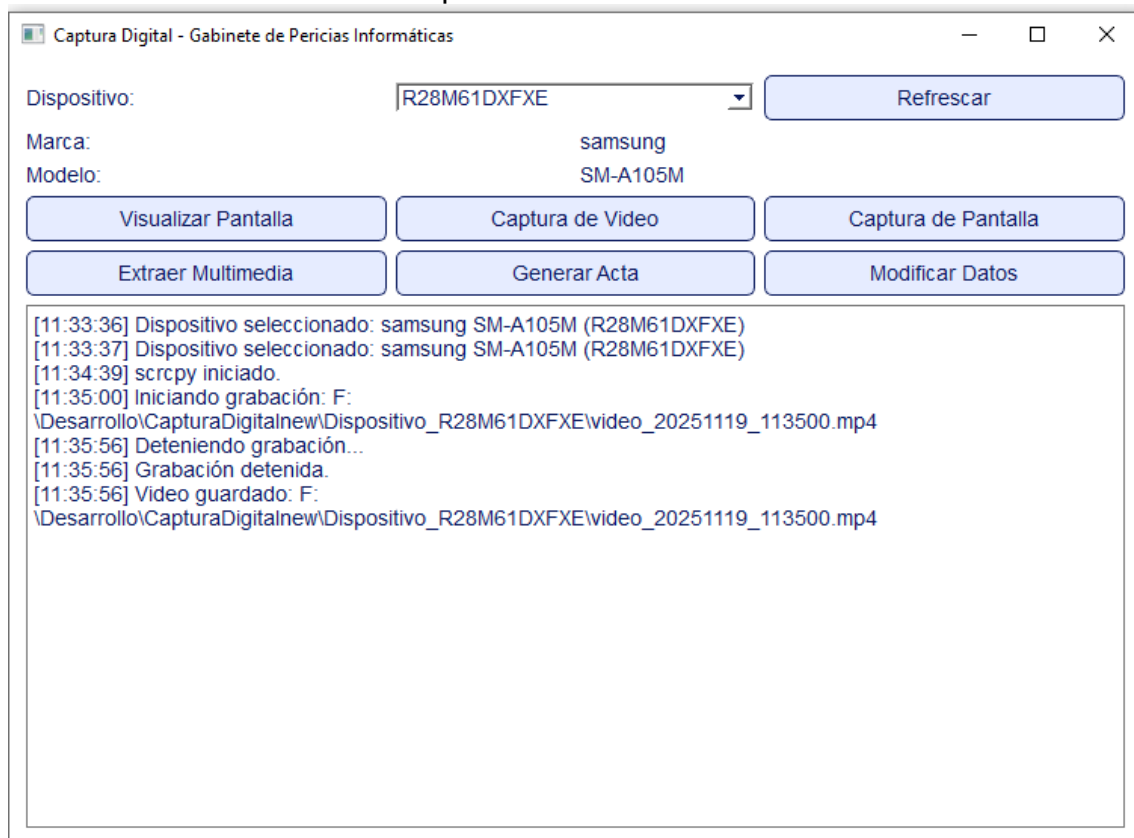 Captura Digital - Gabinete de Pericias Informáticas
Dispositivo: R28M61DXFXE Refrescar
Marca: samsung
Modelo: SM-A105M
Visualizar Pantalla Captura de Video Captura de Pantalla
Extraer Multimedia Generar Acta Modificar Datos
[11:33:36] Dispositivo seleccionado: samsung SM-A105M (R28M61DXFXE)
[11:33:37] Dispositivo seleccionado: samsung SM-A105M (R28M61DXFXE)
[11:34:39] scrcpy iniciado.
[11:35:00] Iniciando grabación: F:
\Desarrollo\CapturaDigitalnew\Dispositivo_R28M61DXFXE\video_20251119_113500.mp4
[11:35:56] Deteniendo grabación...
[11:35:56] Grabación detenida.
[11:35:56] Video guardado: F:
\Desarrollo\CapturaDigitalnew\Dispositivo_R28M61DXFXE\video_20251119_113500.mp4